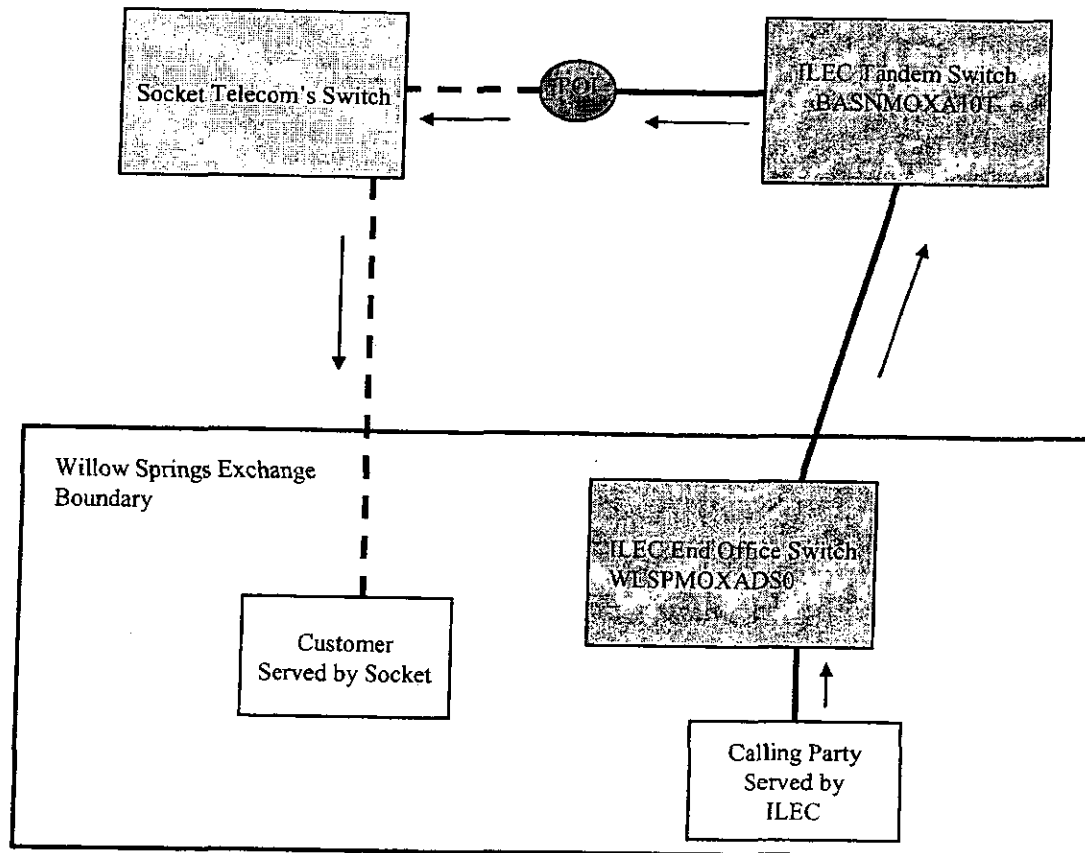 Socket Telecom's Switch
POI
ILEC Tandem Switch
BASNMOXA10T
Willow Springs Exchange
Boundary
ILEC End Office Switch
WLSPMOXADS0
Customer
Served by Socket
Calling Party
Served by
ILEC